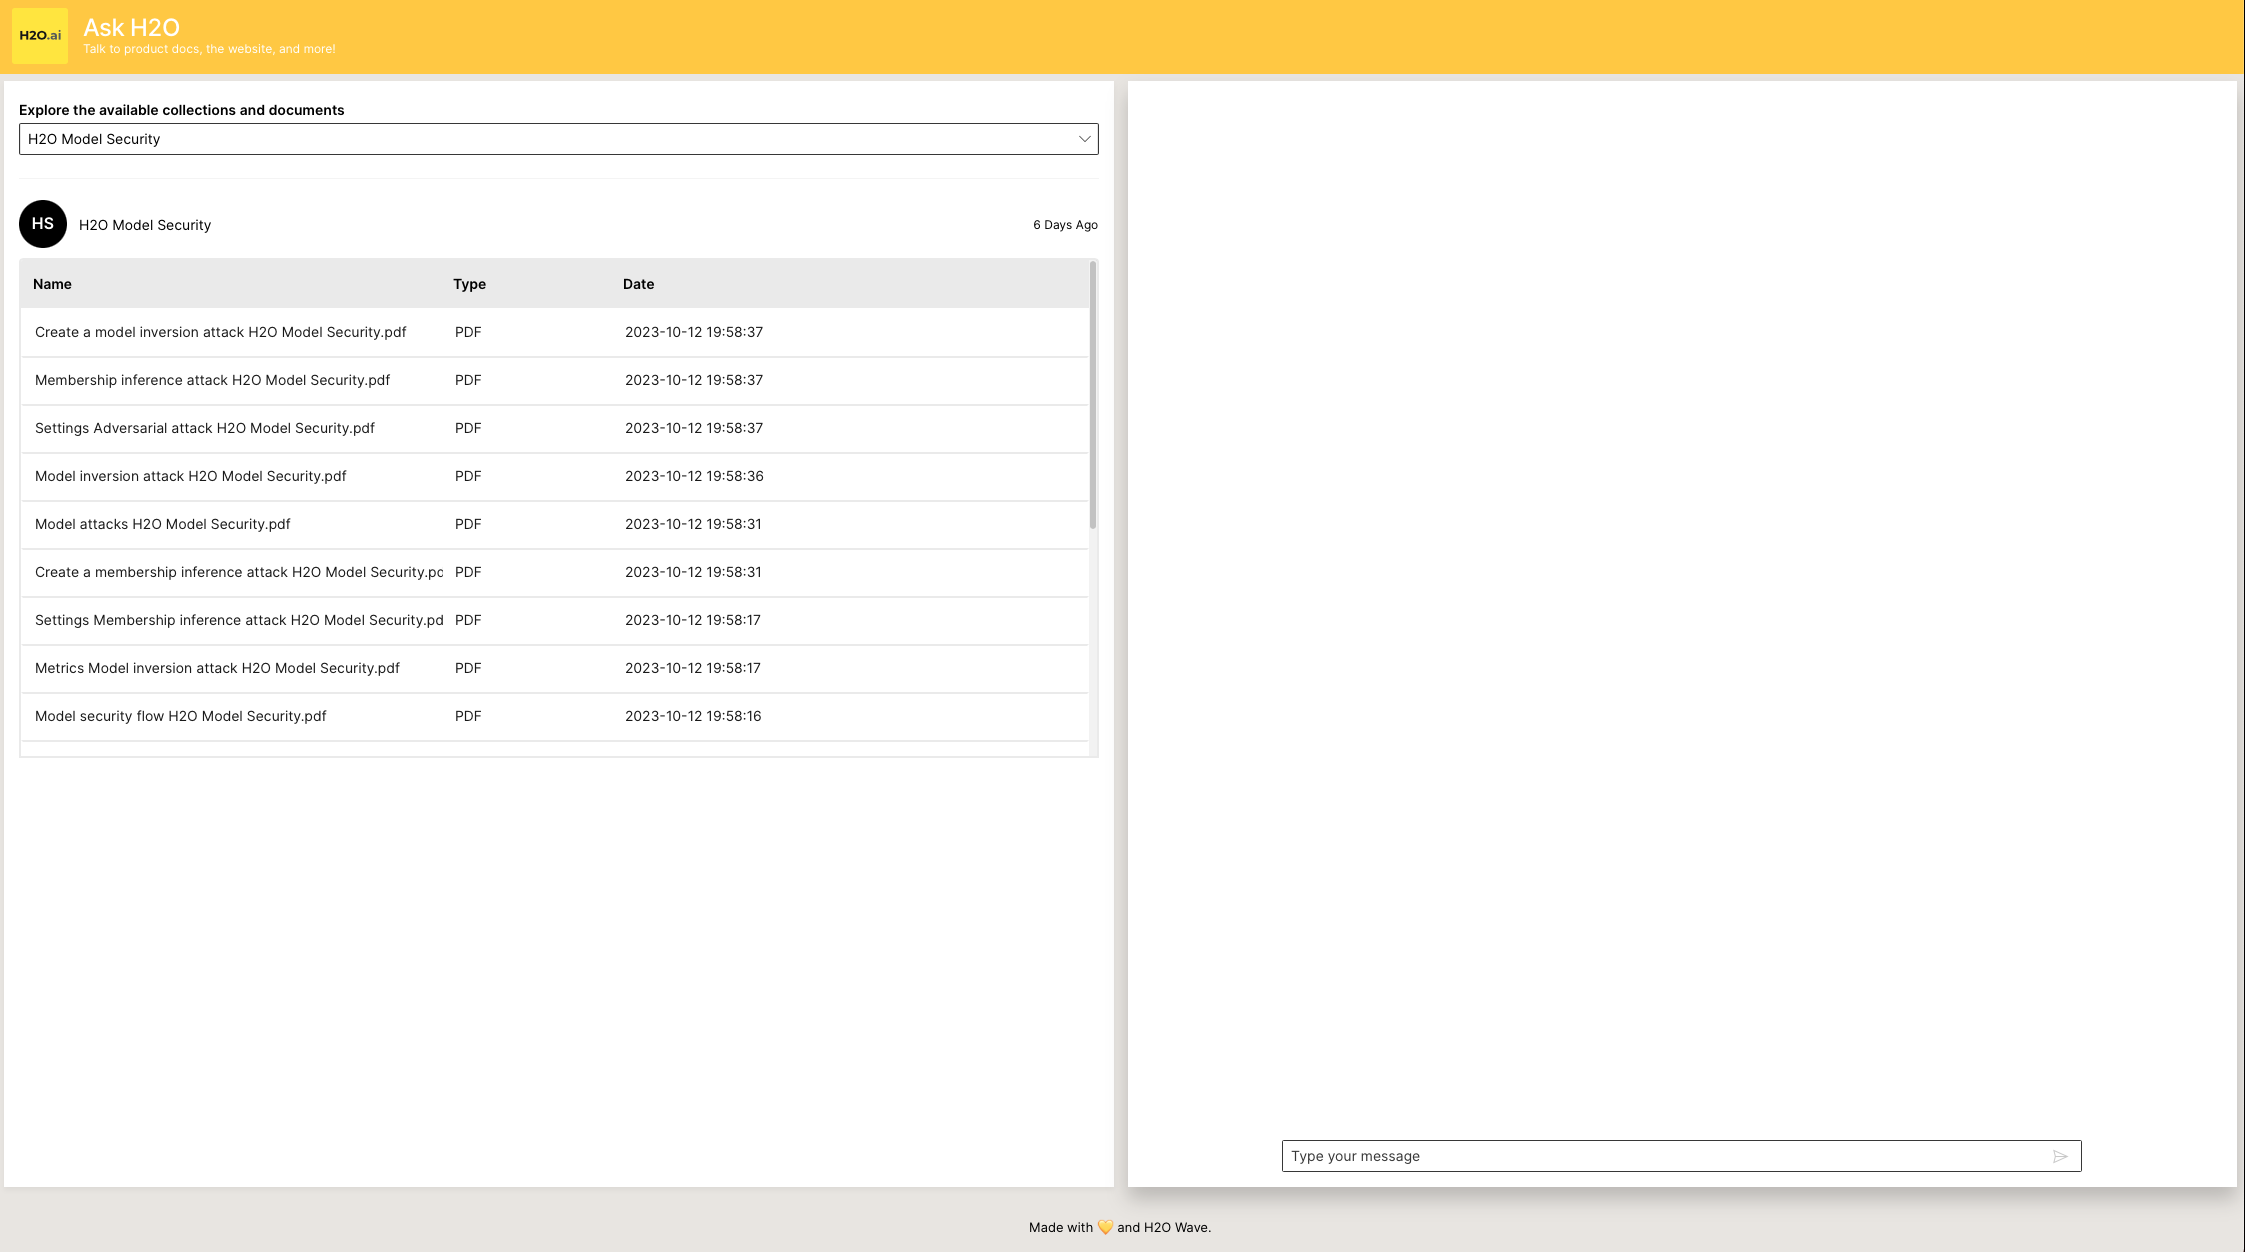 H2O.ai
Ask H2O
Talk to product docs, the website, and more!
Explore the available collections and documents
H2O Model Security
HS H2O Model Security 6 Days Ago
Name Type Date
Create a model inversion attack H2O Model Security.pdf PDF 2023-10-12 19:58:37
Membership inference attack H2O Model Security.pdf PDF 2023-10-12 19:58:37
Settings Adversarial attack H2O Model Security.pdf PDF 2023-10-12 19:58:37
Model inversion attack H2O Model Security.pdf PDF 2023-10-12 19:58:36
Model attacks H2O Model Security.pdf PDF 2023-10-12 19:58:31
Create a membership inference attack H2O Model Security.pd PDF 2023-10-12 19:58:31
Settings Membership inference attack H2O Model Security.pd PDF 2023-10-12 19:58:17
Metrics Model inversion attack H2O Model Security.pdf PDF 2023-10-12 19:58:17
Model security flow H2O Model Security.pdf PDF 2023-10-12 19:58:16
Type your message
Made with 💛 and H2O Wave.